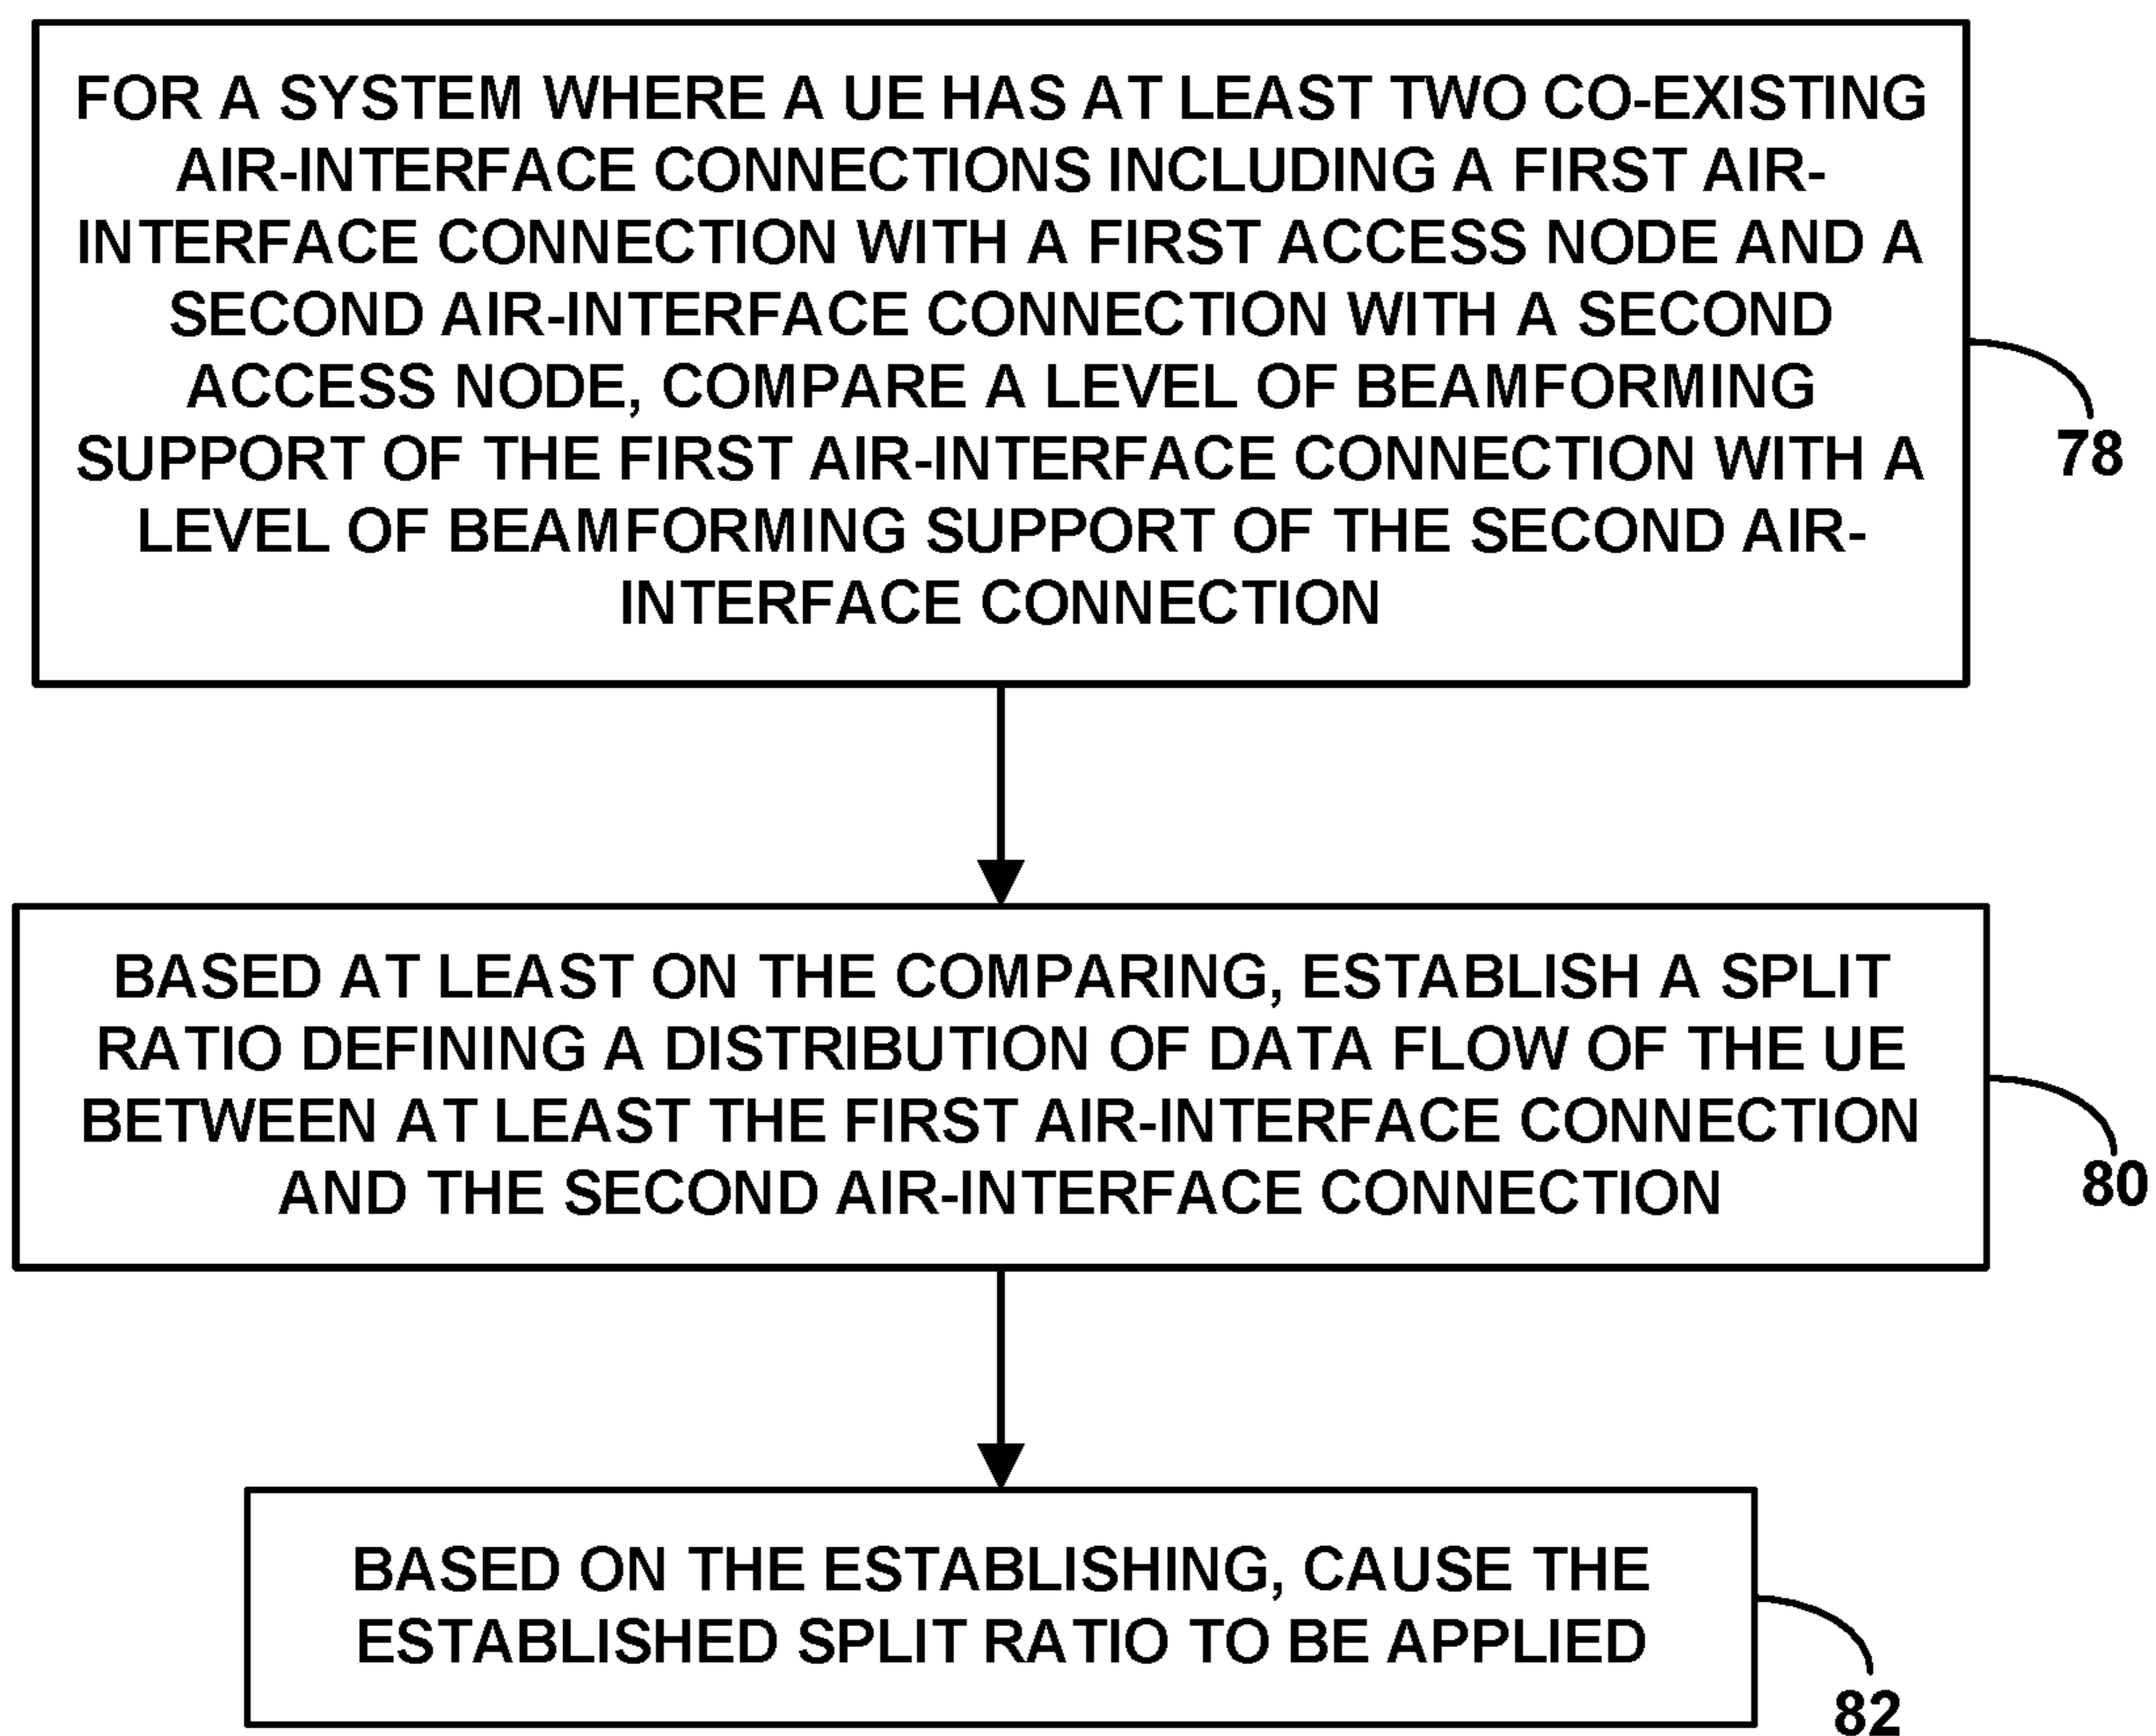 FOR A SYSTEM WHERE A UE HAS AT LEAST TWO CO-EXISTING
AIR-INTERFACE CONNECTIONS INCLUDING A FIRST AIR-
INTERFACE CONNECTION WITH A FIRST ACCESS NODE AND A
SECOND AIR-INTERFACE CONNECTION WITH A SECOND
ACCESS NODE, COMPARE A LEVEL OF BEAMFORMING
SUPPORT OF THE FIRST AIR-INTERFACE CONNECTION WITH A
LEVEL OF BEAMFORMING SUPPORT OF THE SECOND AIR-
INTERFACE CONNECTION
78
BASED AT LEAST ON THE COMPARING, ESTABLISH A SPLIT
RATIO DEFINING A DISTRIBUTION OF DATA FLOW OF THE UE
BETWEEN AT LEAST THE FIRST AIR-INTERFACE CONNECTION
AND THE SECOND AIR-INTERFACE CONNECTION
80
BASED ON THE ESTABLISHING, CAUSE THE
ESTABLISHED SPLIT RATIO TO BE APPLIED
82